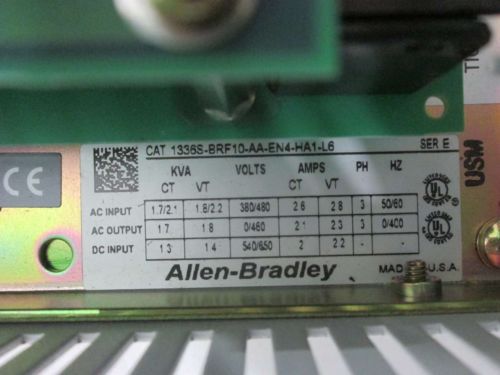 CAT 1336S-BRF10-AA-EN4-HA1-L6 SER E
KVA VOLTS AMPS PH HZ
CT VT CT VT
AC INPUT 1.7/2.1 1.8/2.2 380/480 2.6 2.8 3 50/60
AC OUTPUT 1.7 1.8 0/460 2.1 2.3 3 0/400
DC INPUT 1.3 1.4 540/650 2 2.2 -
Allen-Bradley MADE U.S.A.
CE
UL
UL
USM